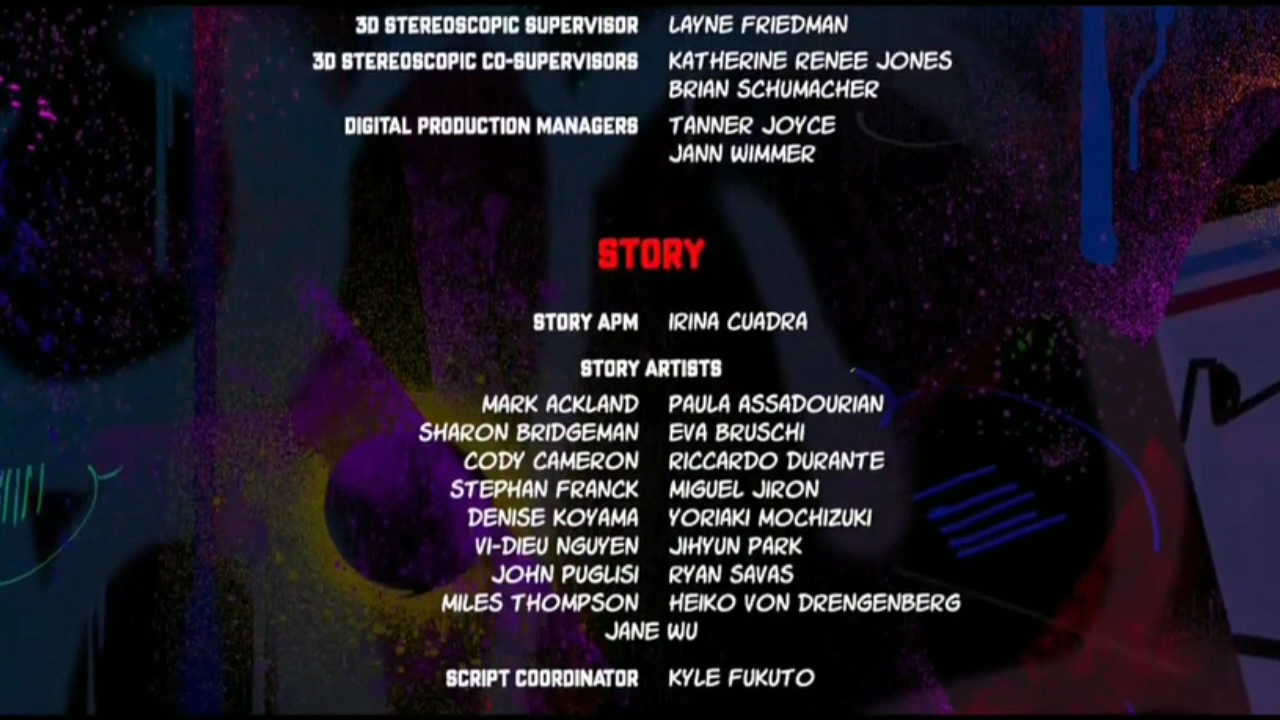 3D STEREOSCOPIC SUPERVISOR LAYNE FRIEDMAN
3D STEREOSCOPIC CO-SUPERVISORS KATHERINE RENEE JONES
BRIAN SCHUMACHER
DIGITAL PRODUCTION MANAGERS TANNER JOYCE
JANN WIMMER
STORY
STORY APM IRINA CUADRA
STORY ARTISTS
MARK ACKLAND PAULA ASSADOURIAN
SHARON BRIDGEMAN EVA BRUSCHI
CODY CAMERON RICCARDO DURANTE
STEPHAN FRANCK MIGUEL JIRON
DENISE KOYAMA YORIAKI MOCHIZUKI
VI-DIEU NGUYEN JIHYUN PARK
JOHN PUGLISI RYAN SAVAS
MILES THOMPSON HEIKO VON DRENGENBERG
JANE WU
SCRIPT COORDINATOR KYLE FUKUTO